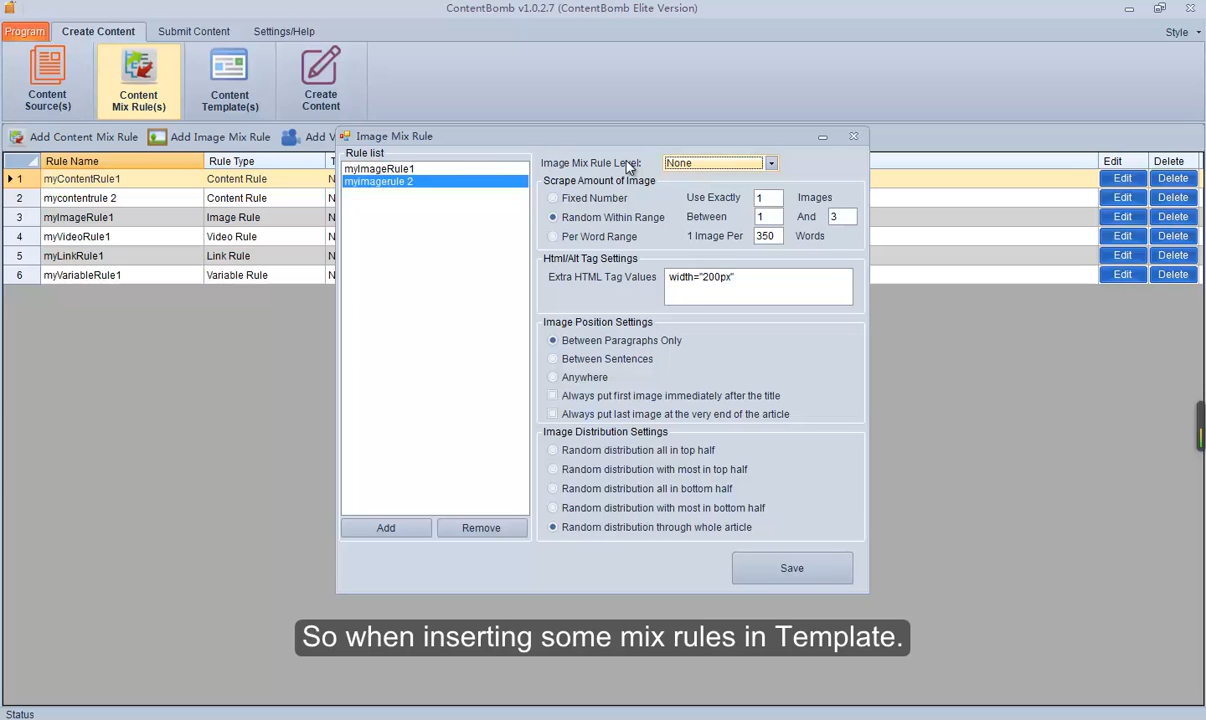 ContentBomb v1.0.2.7 (ContentBomb Elite Version)
Program Create Content Submit Content Settings/Help Style
Content Source(s)
Content Mix Rule(s)
Content Template(s)
Create Content
Add Content Mix Rule Add Image Mix Rule Add V
Rule Name Rule Type T Edit Delete
1 myContentRule1 Content Rule N Edit Delete
2 mycontentrule 2 Content Rule N Edit Delete
3 myImageRule1 Image Rule N Edit Delete
4 myVideoRule1 Video Rule N Edit Delete
5 myLinkRule1 Link Rule N Edit Delete
6 myVariableRule1 Variable Rule N Edit Delete
Image Mix Rule
Rule list
myImageRule1
myimagerule 2
Add Remove
Image Mix Rule Level: None
Scrape Amount of Image
Fixed Number Use Exactly 1 Images
Random Within Range Between 1 And 3
Per Word Range 1 Image Per 350 Words
Html/Alt Tag Settings
Extra HTML Tag Values width="200px"
Image Position Settings
Between Paragraphs Only
Between Sentences
Anywhere
Always put first image immediately after the title
Always put last image at the very end of the article
Image Distribution Settings
Random distribution all in top half
Random distribution with most in top half
Random distribution all in bottom half
Random distribution with most in bottom half
Random distribution through whole article
Save
So when inserting some mix rules in Template.
Status